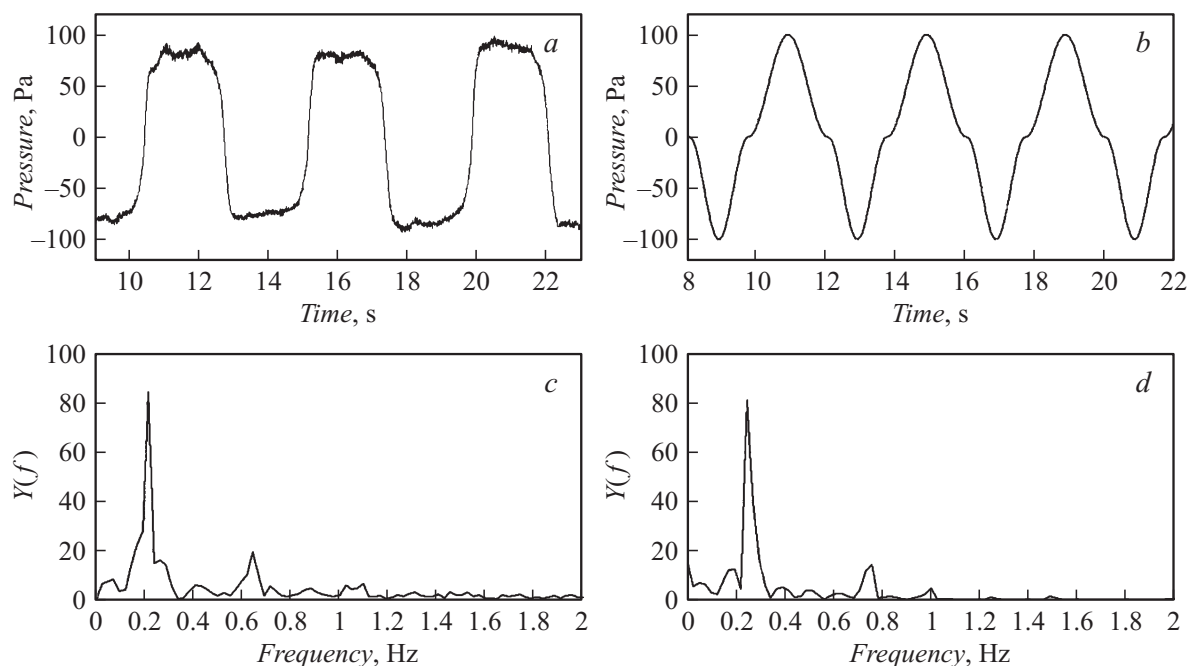 a
100
50
0
–50
–100
Pressure, Pa
10 12 14 16 18 20 22
Time, s
b
100
50
0
–50
–100
Pressure, Pa
8 10 12 14 16 18 20 22
Time, s
c
100
80
60
40
20
0
Y(f)
0 0.2 0.4 0.6 0.8 1 1.2 1.4 1.6 1.8 2
Frequency, Hz
d
100
80
60
40
20
0
Y(f)
0 0.2 0.4 0.6 0.8 1 1.2 1.4 1.6 1.8 2
Frequency, Hz